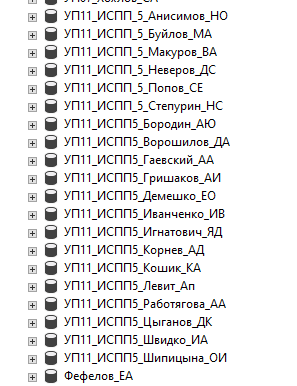 УП11_ИСПП_5_Анисимов_НО
УП11_ИСПП_5_Буйлов_МА
УП11_ИСПП_5_Макуров_ВА
УП11_ИСПП_5_Неверов_ДС
УП11_ИСПП_5_Попов_СЕ
УП11_ИСПП_5_Степурин_НС
УП11_ИСПП5_Бородин_АЮ
УП11_ИСПП5_Ворошилов_ДА
УП11_ИСПП5_Гаевский_АА
УП11_ИСПП5_Гришаков_АИ
УП11_ИСПП5_Демешко_ЕО
УП11_ИСПП5_Иванченко_ИВ
УП11_ИСПП5_Игнатович_ЯД
УП11_ИСПП5_Корнев_АД
УП11_ИСПП5_Кошик_КА
УП11_ИСПП5_Левит_Ап
УП11_ИСПП5_Работягова_АА
УП11_ИСПП5_Цыганов_ДК
УП11_ИСПП5_Швидко_ИА
УП11_ИСПП5_Шипицына_ОИ
Фефелов_ЕА